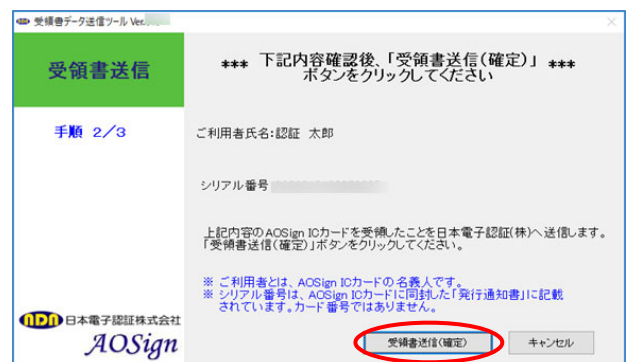 受領書データ送信ツール Ver.
受領書送信
*** 下記内容確認後、「受領書送信(確定)」 ***
ボタンをクリックしてください
手順 2/3
ご利用者氏名:認証 太郎
シリアル番号
上記内容のAOSign ICカードを受領したことを日本電子認証(株)へ送信します。
「受領書送信(確定)」ボタンをクリックしてください。
※ ご利用者とは、AOSign ICカードの名義人です。
※ シリアル番号は、AOSign ICカードに同封した「発行通知書」に記載
されています。カード番号ではありません。
NDN 日本電子認証株式会社
AOSign
受領書送信(確定)
キャンセル